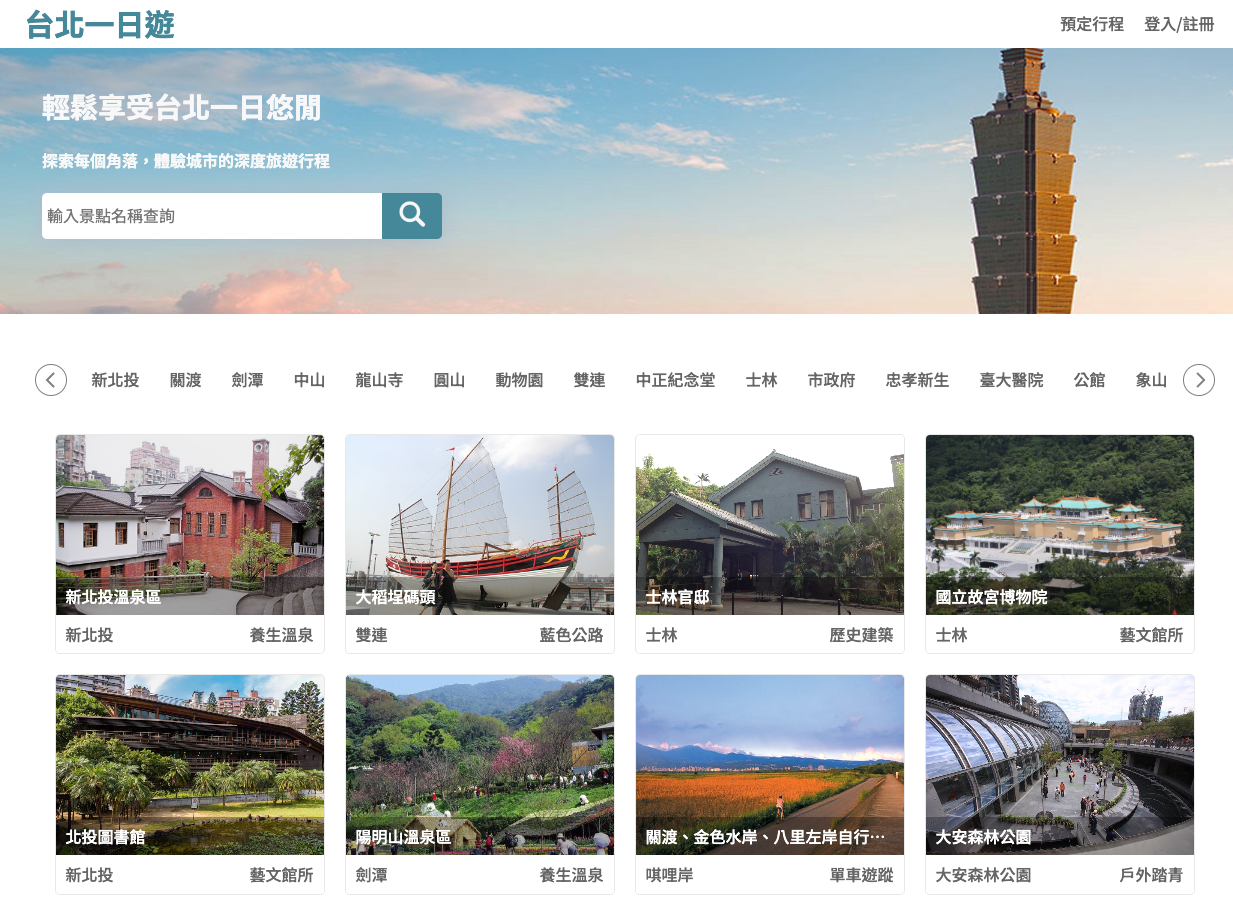 台北一日遊
預定行程 登入/註冊
輕鬆享受台北一日悠閒
探索每個角落，體驗城市的深度旅遊行程
輸入景點名稱查詢
新北投 關渡 劍潭 中山 龍山寺 圓山 動物園 雙連 中正紀念堂 士林 市政府 忠孝新生 臺大醫院 公館 象山
新北投溫泉區
新北投 養生溫泉
大稻埕碼頭
雙連 藍色公路
士林官邸
士林 歷史建築
國立故宮博物院
士林 藝文館所
北投圖書館
新北投 藝文館所
陽明山溫泉區
劍潭 養生溫泉
關渡、金色水岸、八里左岸自行…
唭哩岸 單車遊蹤
大安森林公園
大安森林公園 戶外踏青